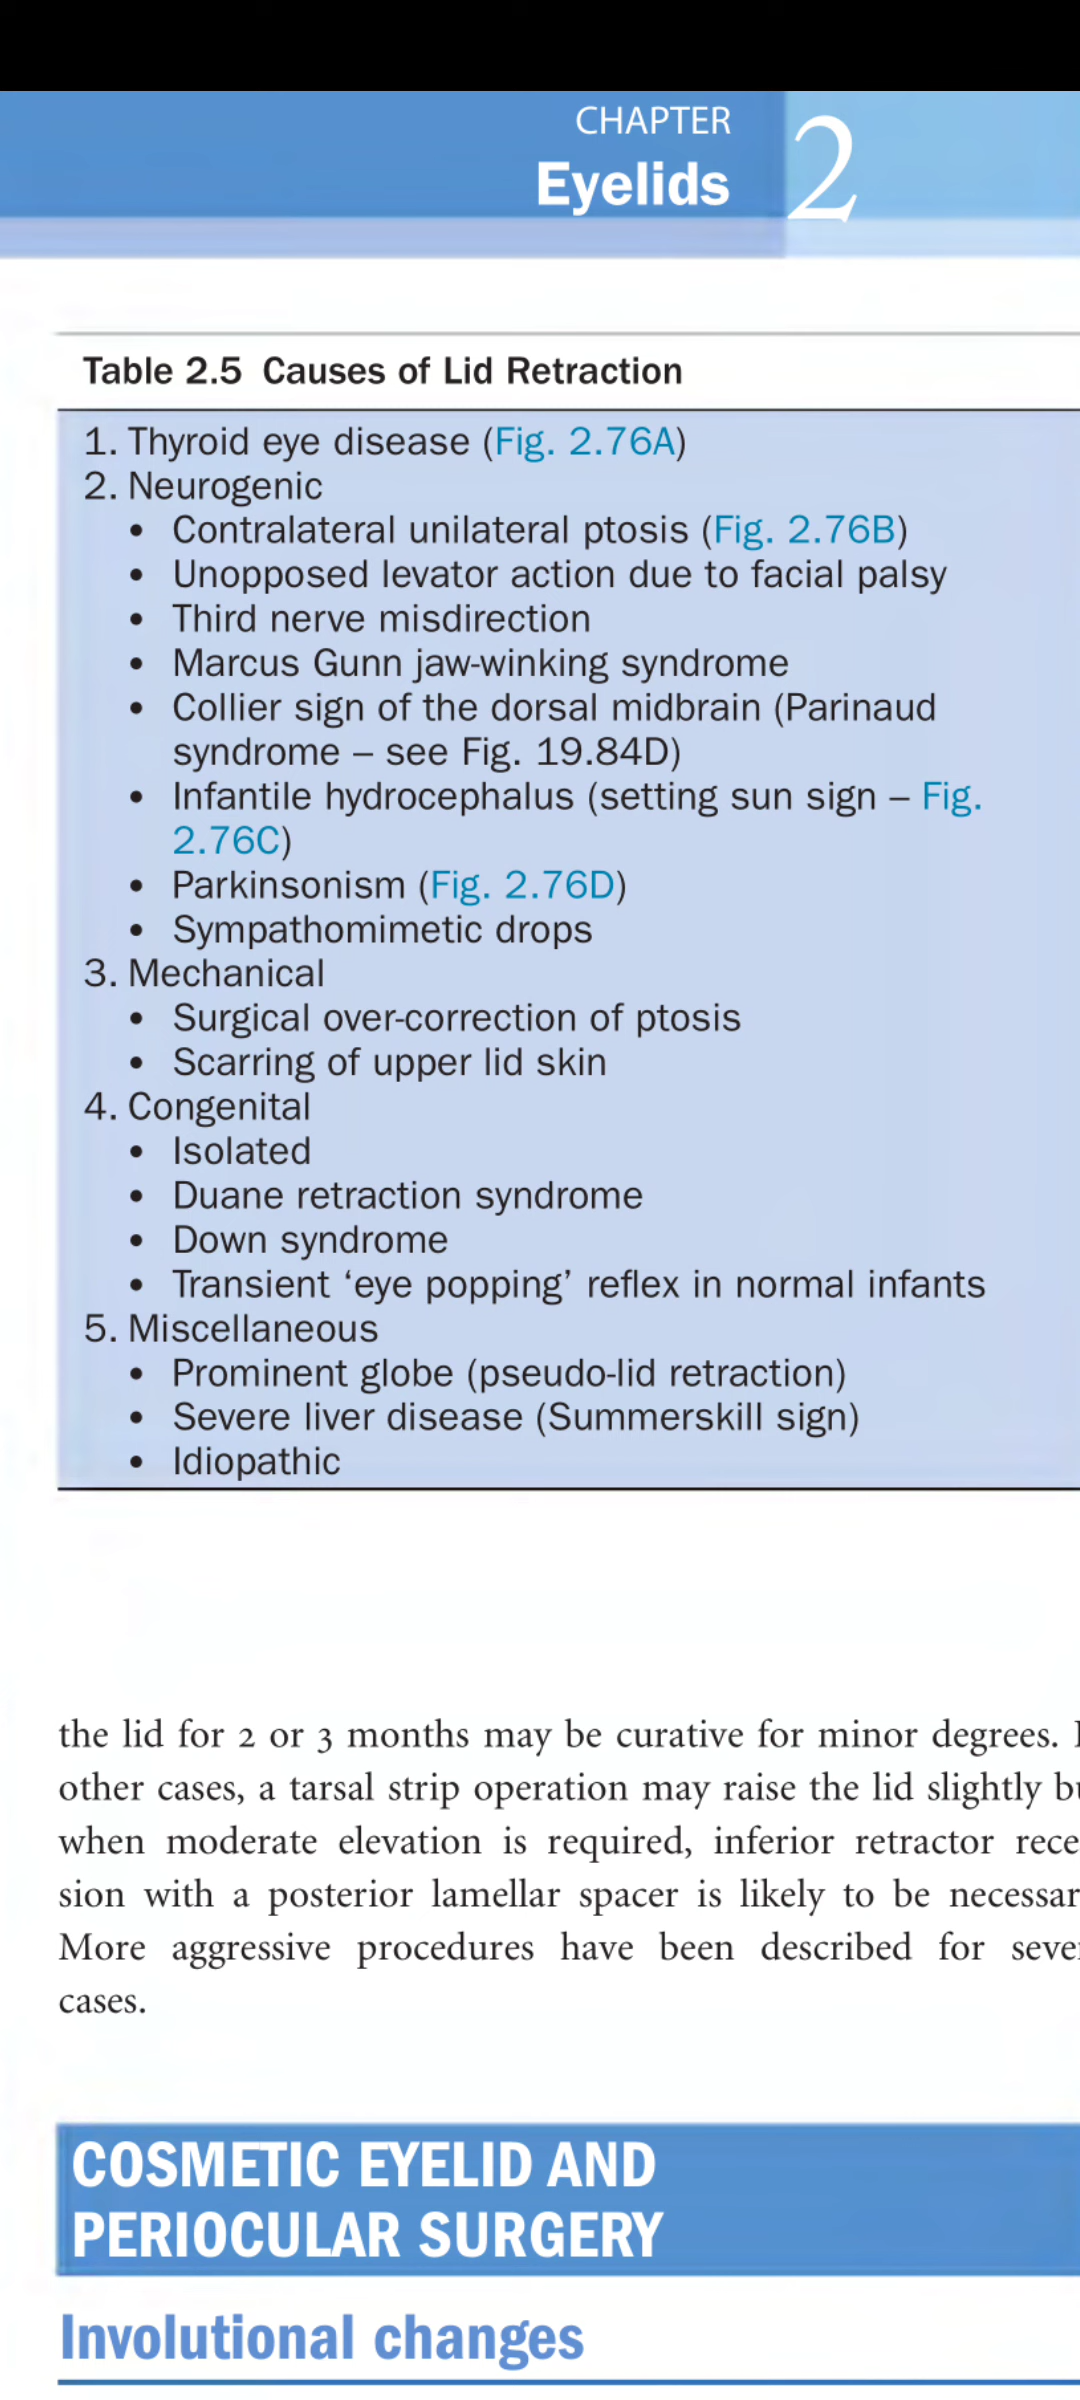 CHAPTER
Eyelids 2
Table 2.5 Causes of Lid Retraction
1. Thyroid eye disease (Fig. 2.76A)
2. Neurogenic
• Contralateral unilateral ptosis (Fig. 2.76B)
• Unopposed levator action due to facial palsy
• Third nerve misdirection
• Marcus Gunn jaw-winking syndrome
• Collier sign of the dorsal midbrain (Parinaud
syndrome – see Fig. 19.84D)
• Infantile hydrocephalus (setting sun sign – Fig.
2.76C)
• Parkinsonism (Fig. 2.76D)
• Sympathomimetic drops
3. Mechanical
• Surgical over-correction of ptosis
• Scarring of upper lid skin
4. Congenital
• Isolated
• Duane retraction syndrome
• Down syndrome
• Transient ‘eye popping’ reflex in normal infants
5. Miscellaneous
• Prominent globe (pseudo-lid retraction)
• Severe liver disease (Summerskill sign)
• Idiopathic
the lid for 2 or 3 months may be curative for minor degrees.
other cases, a tarsal strip operation may raise the lid slightly
when moderate elevation is required, inferior retractor rece
sion with a posterior lamellar spacer is likely to be necessar
More aggressive procedures have been described for seve
cases.
COSMETIC EYELID AND
PERIOCULAR SURGERY
Involutional changes